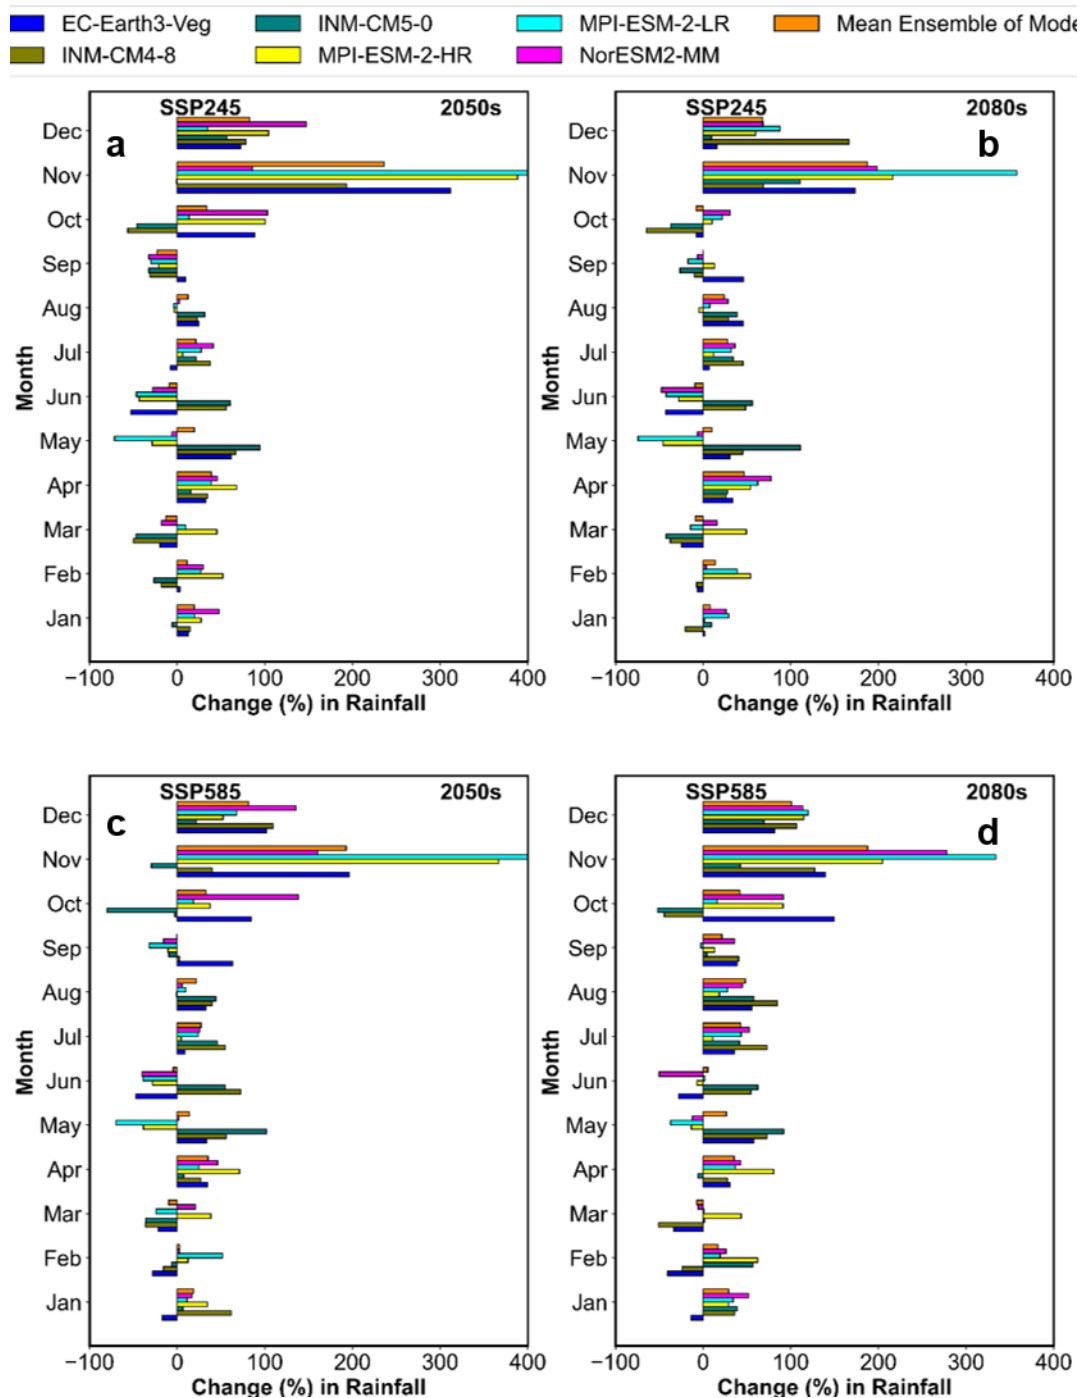 EC-Earth3-Veg INM-CM5-0 MPI-ESM-2-LR Mean Ensemble of Mode
INM-CM4-8 MPI-ESM-2-HR NorESM2-MM
SSP245 2050s
a
Dec
Nov
Oct
Sep
Aug
Jul
Jun
May
Apr
Mar
Feb
Jan
Month
−100 0 100 200 300 400
Change (%) in Rainfall
SSP245 2080s
b
Dec
Nov
Oct
Sep
Aug
Jul
Jun
May
Apr
Mar
Feb
Jan
Month
−100 0 100 200 300 400
Change (%) in Rainfall
SSP585 2050s
c
Dec
Nov
Oct
Sep
Aug
Jul
Jun
May
Apr
Mar
Feb
Jan
Month
−100 0 100 200 300 400
Change (%) in Rainfall
SSP585 2080s
d
Dec
Nov
Oct
Sep
Aug
Jul
Jun
May
Apr
Mar
Feb
Jan
Month
−100 0 100 200 300 400
Change (%) in Rainfall